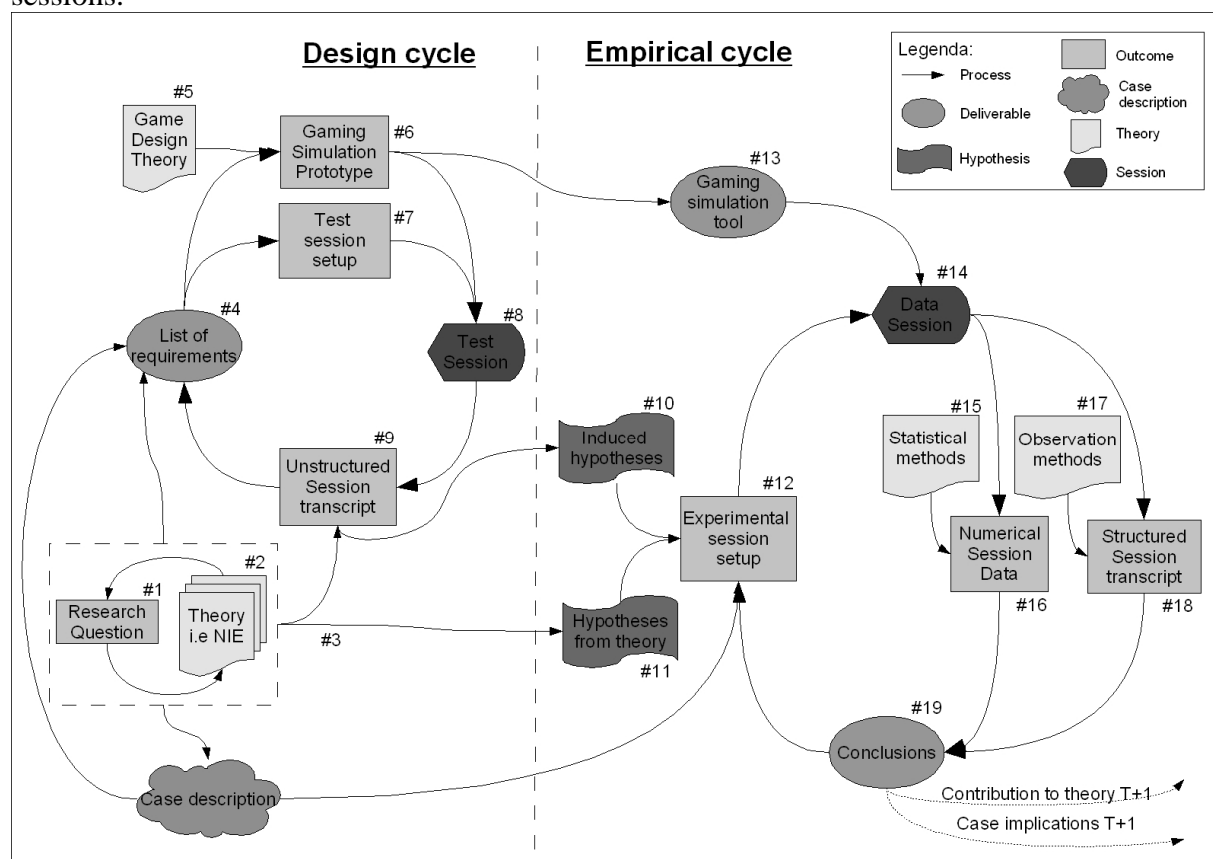 sessions.
Design cycle
Empirical cycle
Legenda:
Process
Deliverable
Hypothesis
Outcome
Case
description
Theory
Session
#5
Game
Design
Theory
#6
Gaming
Simulation
Prototype
#7
Test
session
setup
#4
List of
requirements
#8
Test
Session
#9
Unstructured
Session
transcript
#1
Research
Question
#2
Theory
i.e NIE
#3
Case description
#13
Gaming
simulation
tool
#14
Data
Session
#10
Induced
hypotheses
#12
Experimental
session
setup
Hypotheses
from theory
#11
#15
Statistical
methods
#17
Observation
methods
Numerical
Session
Data
#16
Structured
Session
transcript
#18
#19
Conclusions
Contribution to theory T+1
Case implications T+1